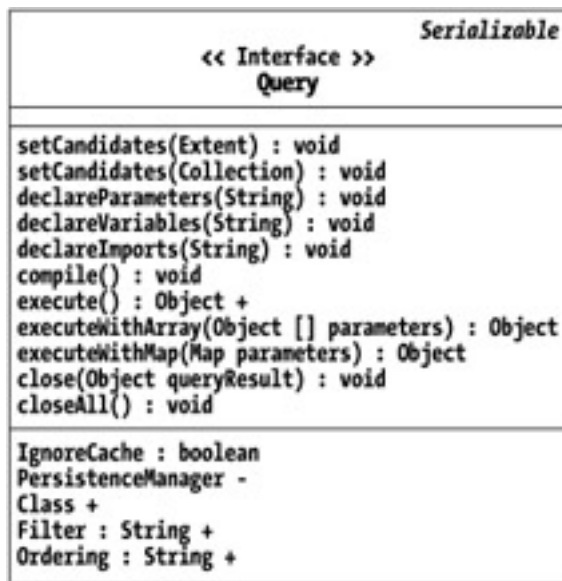 Serializable
<< Interface >>
Query
setCandidates(Extent) : void
setCandidates(Collection) : void
declareParameters(String) : void
declareVariables(String) : void
declareImports(String) : void
compile() : void
execute() : Object +
executeWithArray(Object [] parameters) : Object
executeWithMap(Map parameters) : Object
close(Object queryResult) : void
closeAll() : void
IgnoreCache : boolean
PersistenceManager -
Class +
Filter : String +
Ordering : String +